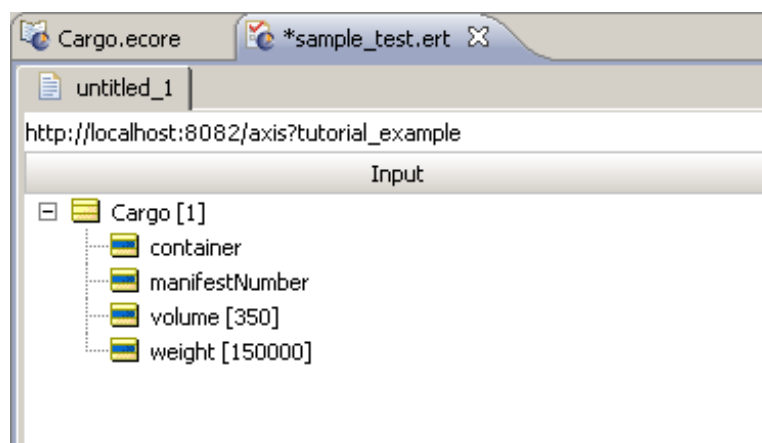 Cargo.ecore *sample_test.ert
untitled_1
http://localhost:8082/axis?tutorial_example
Input
Cargo [1]
container
manifestNumber
volume [350]
weight [150000]